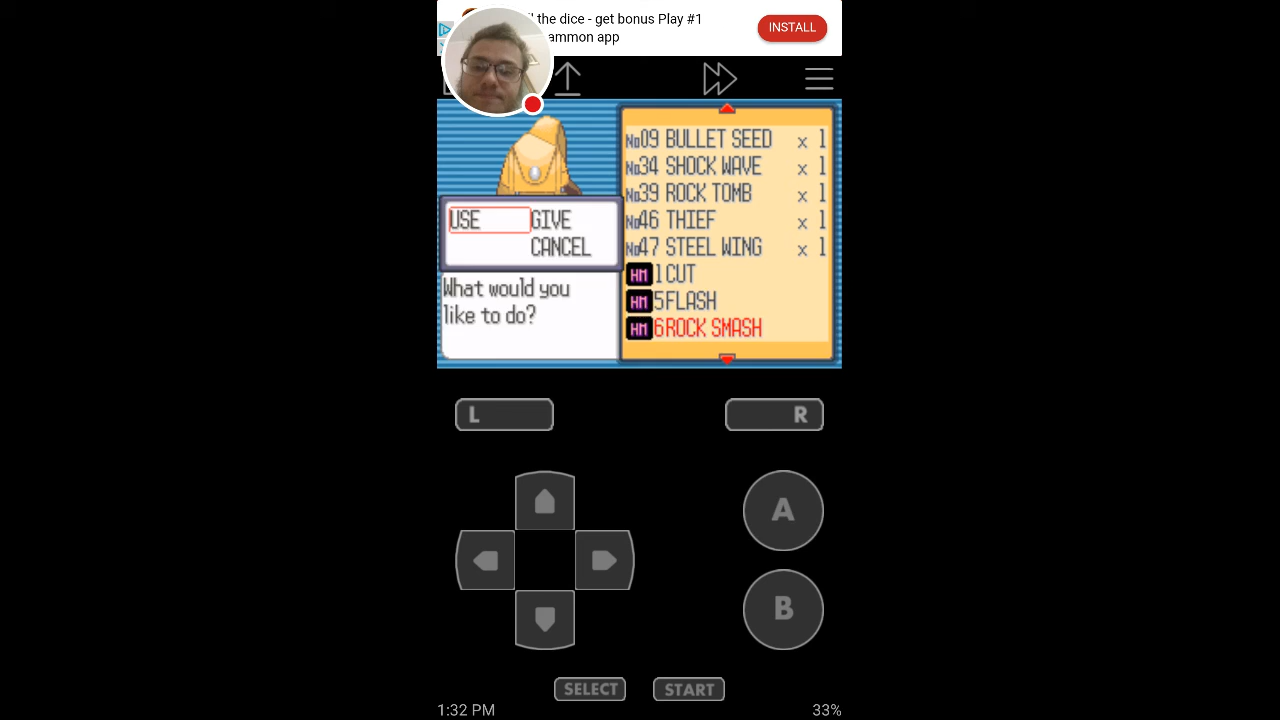 the dice - get bonus Play #1
ammon app
INSTALL
No09 BULLET SEED x 1
No34 SHOCK WAVE x 1
No39 ROCK TOMB x 1
No46 THIEF x 1
No47 STEEL WING x 1
HM 1 CUT
HM 5 FLASH
HM 6 ROCK SMASH
USE GIVE
CANCEL
What would you
like to do?
L
R
A
B
SELECT
START
1:32 PM
33%